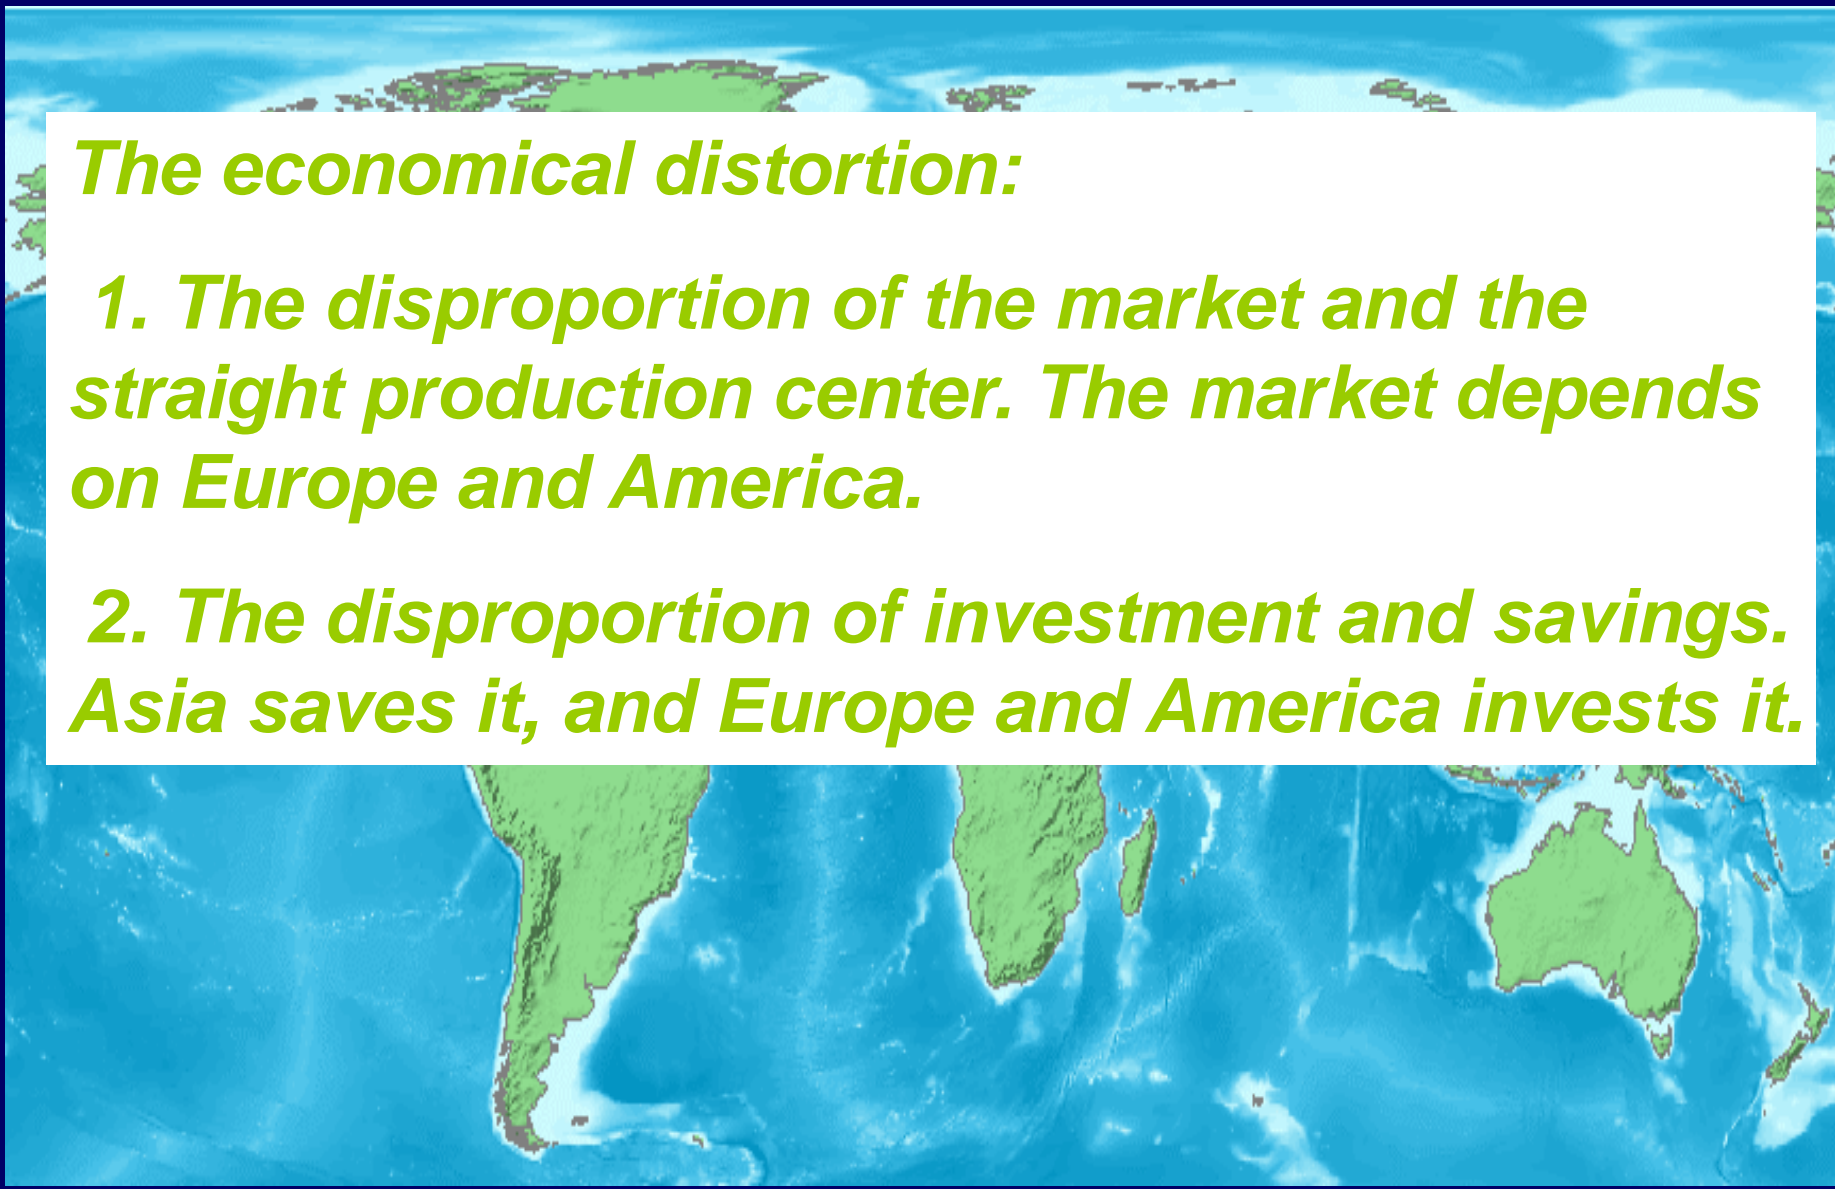 The economical distortion:
1. The disproportion of the market and the
straight production center. The market depends
on Europe and America.
2. The disproportion of investment and savings.
Asia saves it, and Europe and America invests it.